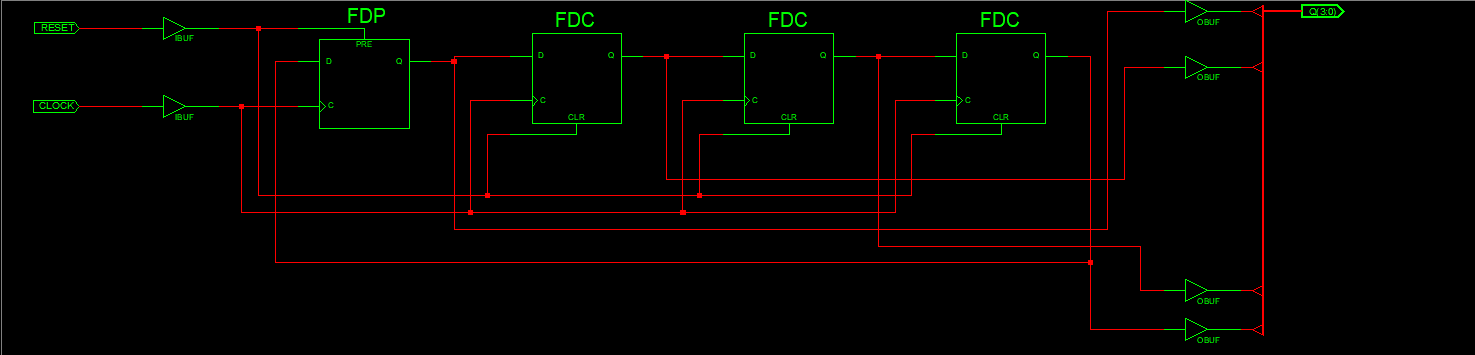 FDP
FDC
FDC
FDC
RESET
IBUF
PRE
D
Q
C
CLOCK
IBUF
D
Q
C
CLR
D
Q
C
CLR
D
Q
C
CLR
OBUF
Q(3:0)
OBUF
OBUF
OBUF